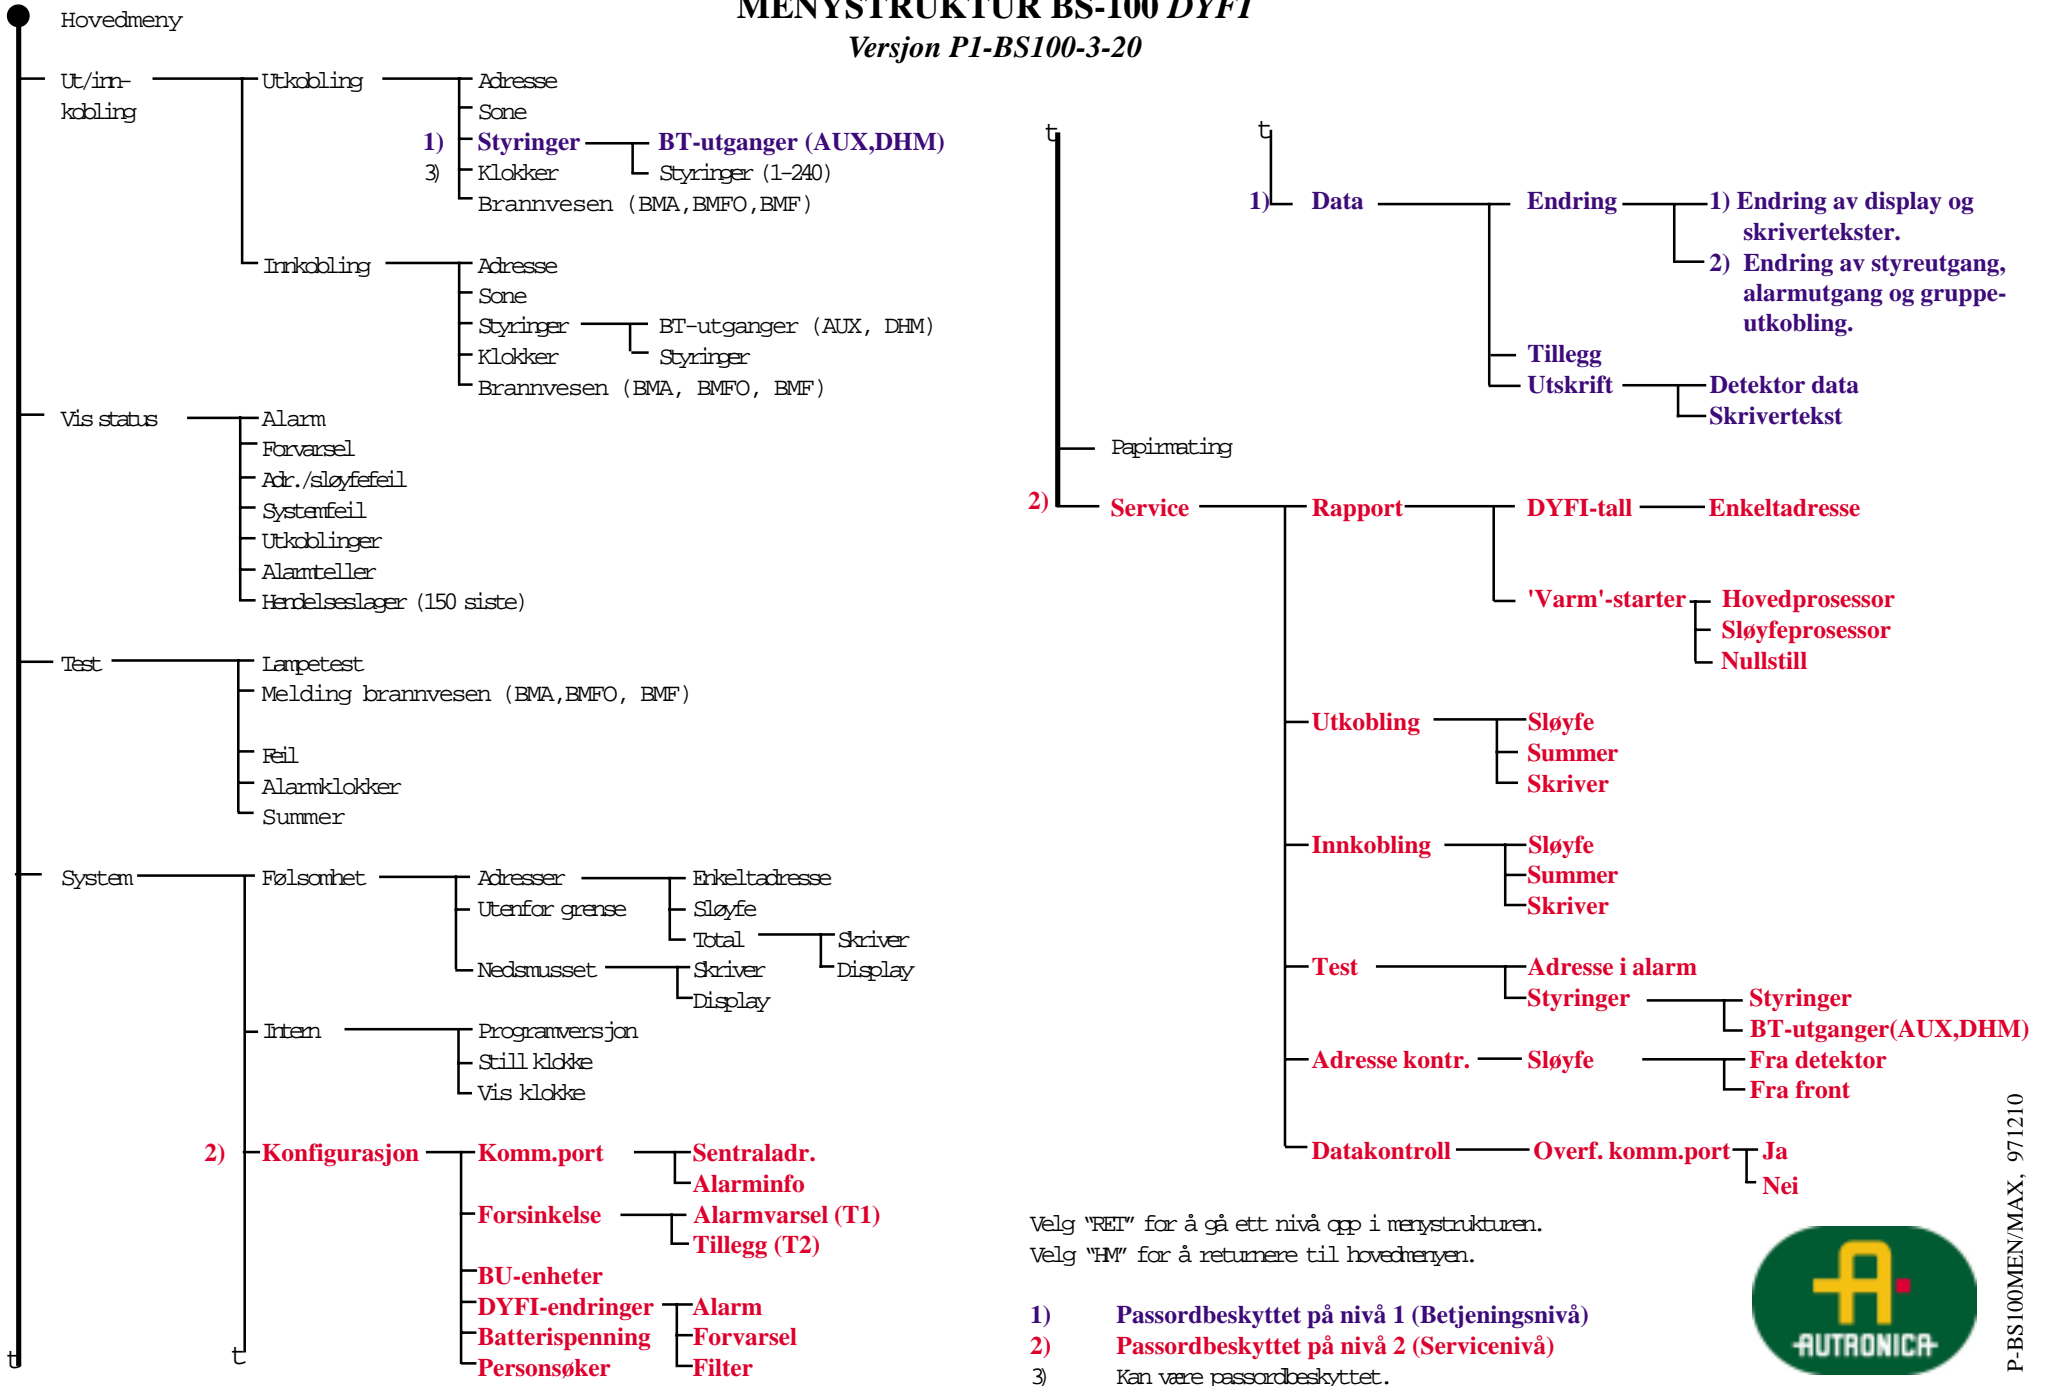 MENYSTRUKTUR BS-100 DYFI
Versjon P1-BS100-3-20
Hovedmeny
Ut/inn-
kobling
Utkobling
Adresse
Sone
1) Styringer
BT-utganger (AUX,DHM)
Styringer (1-240)
3) Klokker
Brannvesen (BMA,BMFO,BMF)
Innkobling
Adresse
Sone
Styringer
BT-utganger (AUX, DHM)
Styringer
Klokker
Brannvesen (BMA, BMFO, BMF)
Vis status
Alarm
Forvarsel
Adr./sløyfefeil
Systemfeil
Utkoblinger
Alarmteller
Hendelseslager (150 siste)
Test
Lampetest
Melding brannvesen (BMA,BMFO, BMF)
Feil
Alarmklokker
Summer
System
Følsomhet
Adresser
Enkeltadresse
Sløyfe
Total
Skriver
Display
Utenfor grense
Nedsmusset
Skriver
Display
Intern
Programversjon
Still klokke
Vis klokke
2) Konfigurasjon
Komm.port
Sentraladr.
Alarminfo
Forsinkelse
Alarmvarsel (T1)
Tillegg (T2)
BU-enheter
DYFI-endringer
Alarm
Forvarsel
Filter
Batterispenning
Personsøker
t
t
t
t
1) Data
Endring
1) Endring av display og
skrivertekster.
2) Endring av styreutgang,
alarmutgang og gruppe-
utkobling.
Tillegg
Utskrift
Detektor data
Skrivertekst
Papirmating
2) Service
Rapport
DYFI-tall
Enkeltadresse
'Varm'-starter
Hovedprosessor
Sløyfeprosessor
Nullstill
Utkobling
Sløyfe
Summer
Skriver
Innkobling
Sløyfe
Summer
Skriver
Test
Adresse i alarm
Styringer
Styringer
BT-utganger(AUX,DHM)
Adresse kontr.
Sløyfe
Fra detektor
Fra front
Datakontroll
Overf. komm.port
Ja
Nei
Velg “RET” for å gå ett nivå opp i menystrukturen.
Velg “HM” for å returnere til hovedmenyen.
1) Passordbeskyttet på nivå 1 (Betjeningsnivå)
2) Passordbeskyttet på nivå 2 (Servicenivå)
3) Kan være passordbeskyttet.
AUTRONICA
P-BS100MEN/MAX, 971210